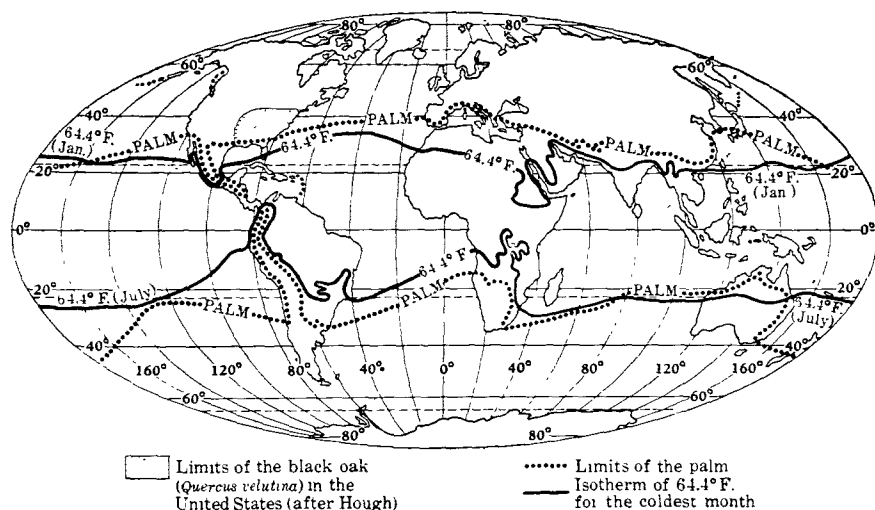 80°
80°
60°
60°
40°
40°
64.4°F.
(Jan.)
PALM
PALM
PALM
PALM
64.4°F.
64.4°F.
64.4°F.
(Jan)
20°
20°
0°
0°
64.4°F.
64.4°F. (July)
PALM
PALM
PALM
20°
20°
64.4°F.
(July)
40°
40°
160°
120°
80°
40°
0°
40°
80°
120°
160°
60°
60°
80°
80°
Limits of the black oak
(Quercus velutina) in the
United States (after Hough)
Limits of the palm
Isotherm of 64.4°F.
for the coldest month